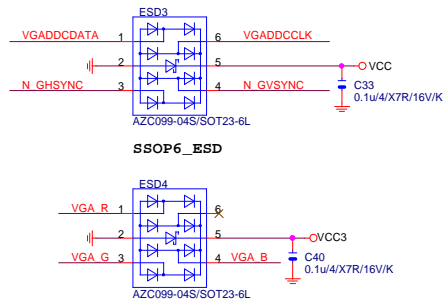 ESD3
VGADDCDATA 1 6 VGADDCCLK
2 5 VCC
N_GHSYNC 3 4 N_GVSYNC
C33
0.1u/4/X7R/16V/K
AZC099-04S/SOT23-6L
SSOP6_ESD
ESD4
VGA_R 1 6
2 5 VCC3
VGA_G 3 4 VGA_B
C40
0.1u/4/X7R/16V/K
AZC099-04S/SOT23-6L